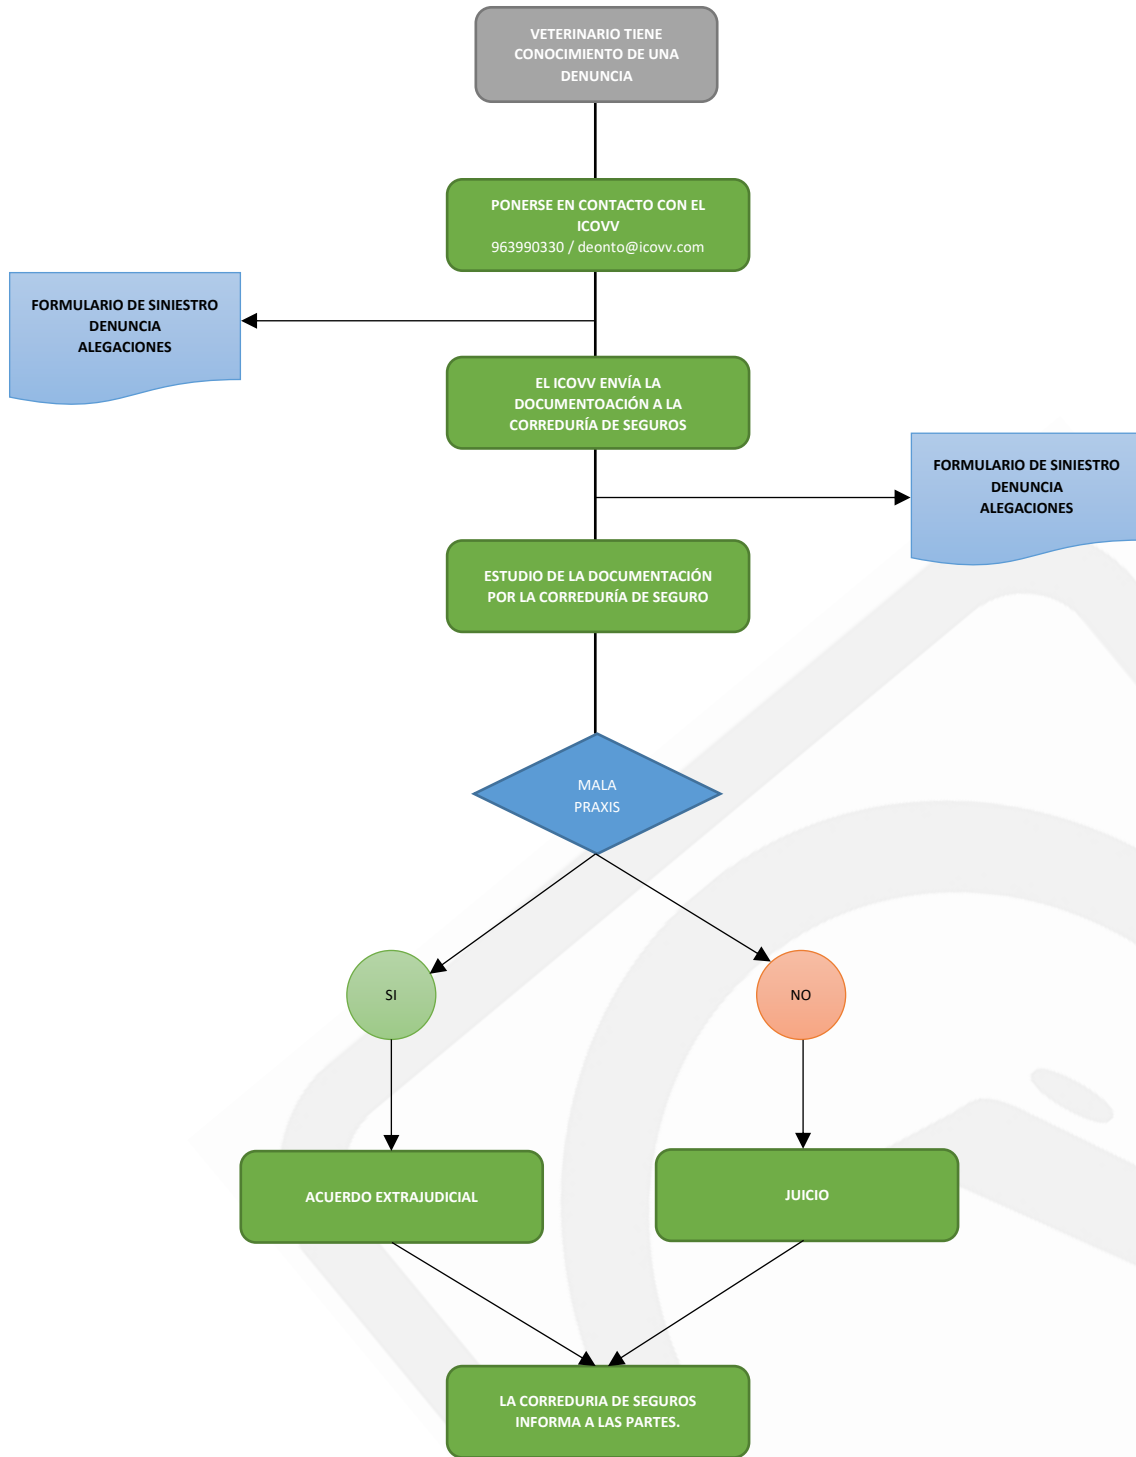 VETERINARIO TIENE
CONOCIMIENTO DE UNA
DENUNCIA
PONERSE EN CONTACTO CON EL
ICOVV
963990330 / deonto@icovv.com
FORMULARIO DE SINIESTRO
DENUNCIA
ALEGACIONES
EL ICOVV ENVÍA LA
DOCUMENTOACIÓN A LA
CORREDURÍA DE SEGUROS
FORMULARIO DE SINIESTRO
DENUNCIA
ALEGACIONES
ESTUDIO DE LA DOCUMENTACIÓN
POR LA CORREDURÍA DE SEGURO
MALA
PRAXIS
SI
NO
ACUERDO EXTRAJUDICIAL
JUICIO
LA CORREDURIA DE SEGUROS
INFORMA A LAS PARTES.